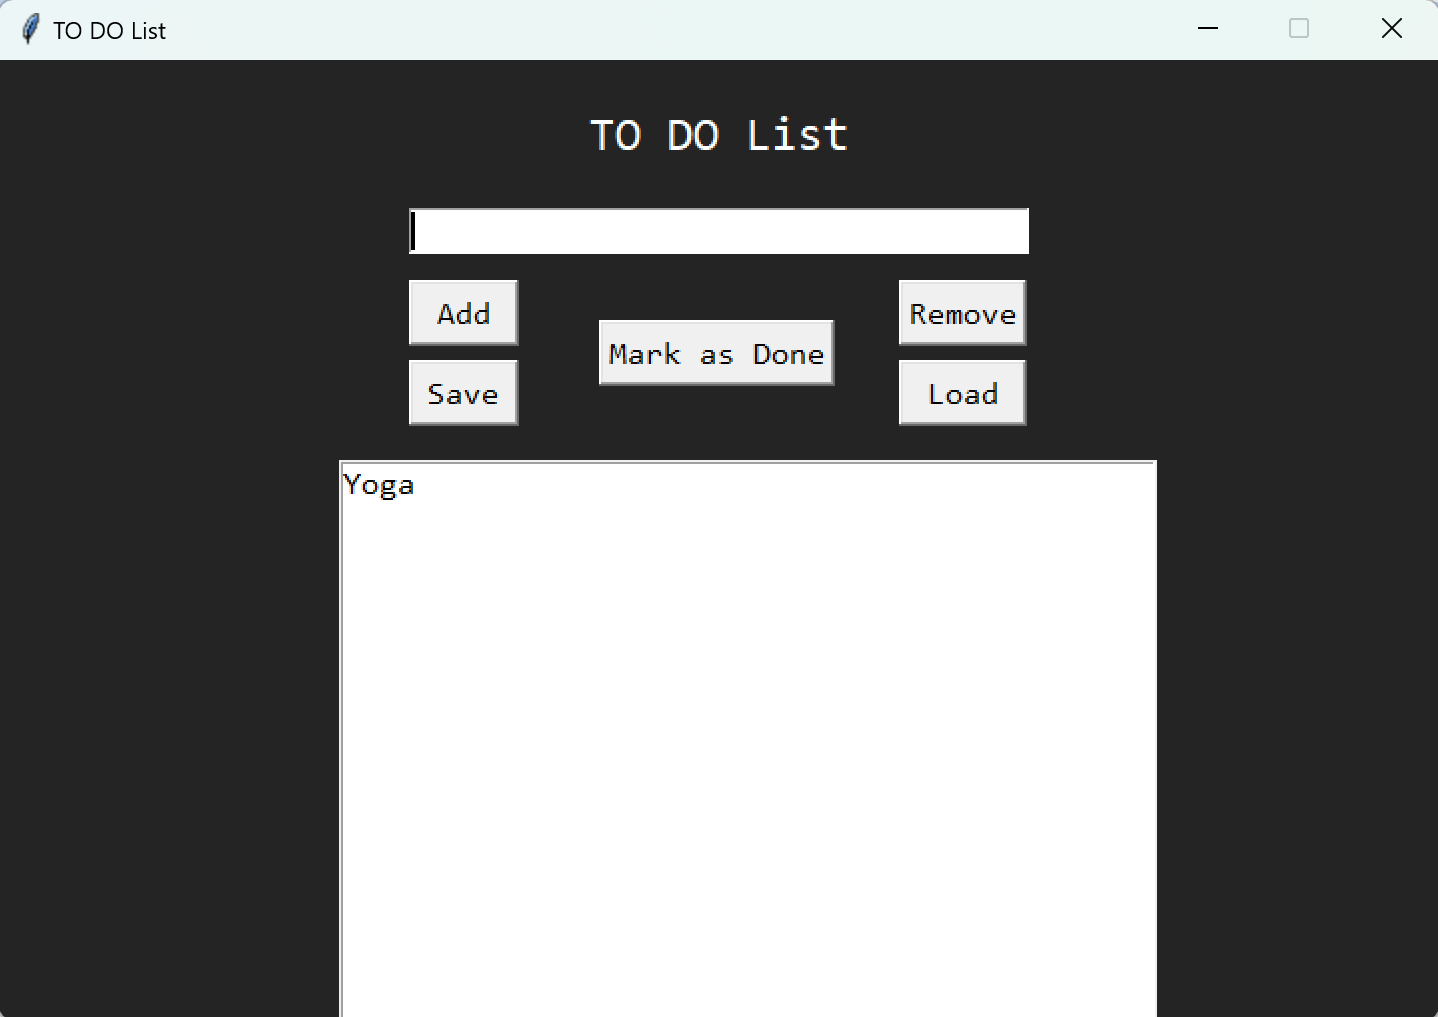 TO DO List
TO DO List
Add
Remove
Mark as Done
Save
Load
Yoga